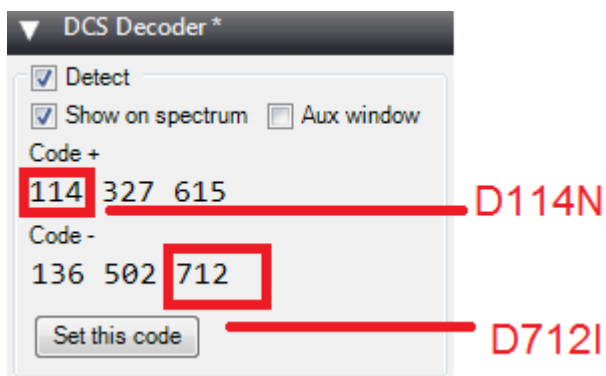 DCS Decoder *
Detect
Show on spectrum Aux window
Code +
114 327 615
D114N
Code -
136 502 712
Set this code
D712I